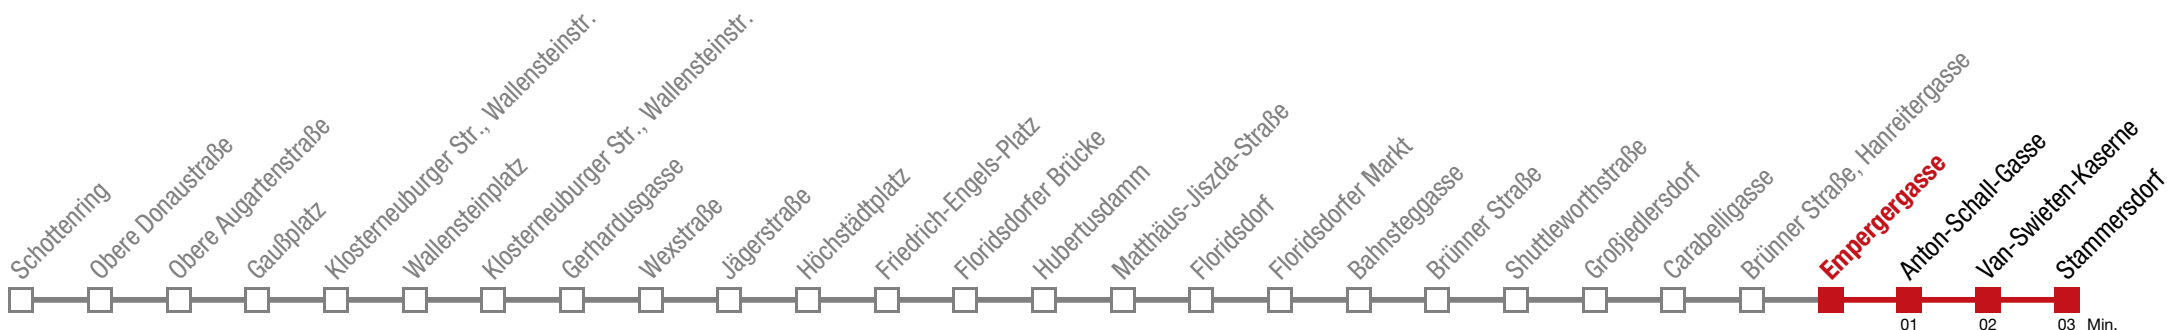 Schottenring
Obere Donaustraße
Obere Augartenstraße
Gaußplatz
Klosterneuburger Str., Wallensteinstr.
Wallensteinplatz
Klosterneuburger Str., Wallensteinstr.
Gerhardusgasse
Wexstraße
Jägerstraße
Höchstädtplatz
Friedrich-Engels-Platz
Floridsdorfer Brücke
Hubertusdamm
Matthäus-Jiszda-Straße
Floridsdorf
Floridsdorfer Markt
Bahnsteggasse
Brünner Straße
Shuttleworthstraße
Großjedlersdorf
Carabelligasse
Brünner Straße, Hanreitergasse
Empergergasse
Anton-Schall-Gasse
Van-Swieten-Kaserne
Stammersdorf
01 02 03 Min.